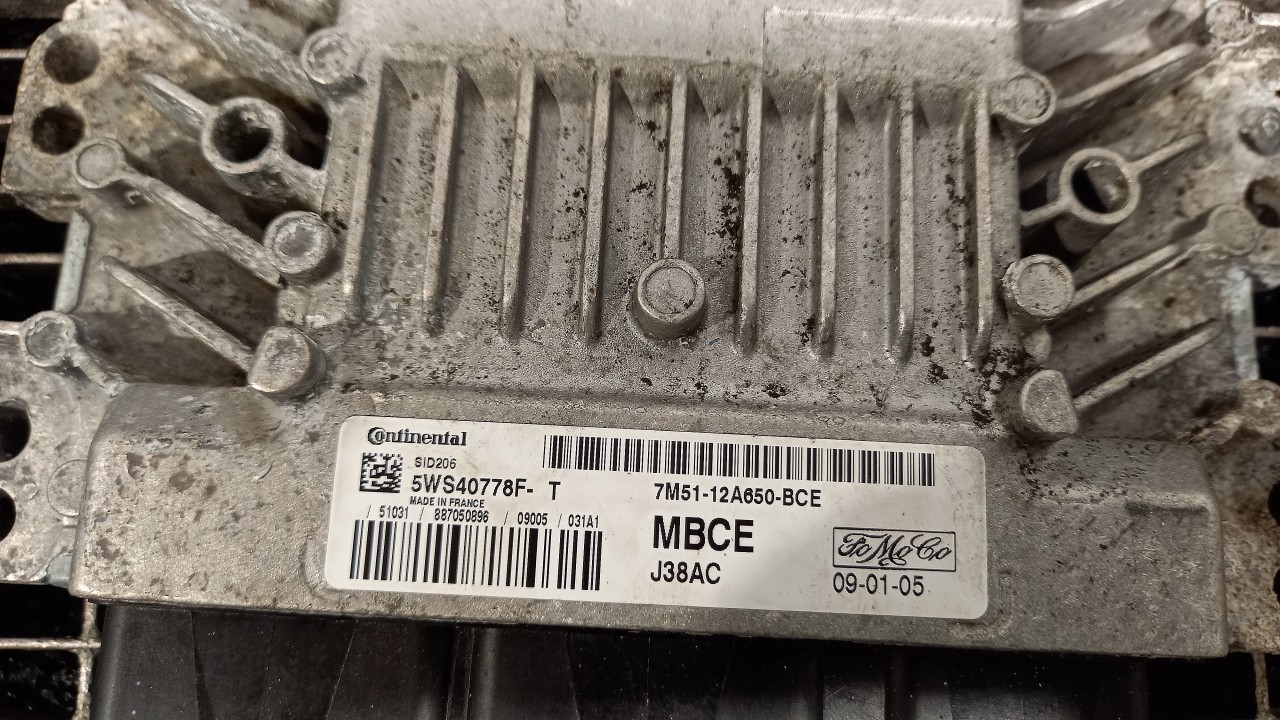 Continental
SID206
5WS40778F- T
MADE IN FRANCE
/ 51031 / 887050896 / 09005 / 031A1
7M51-12A650-BCE
MBCE
J38AC
FoMoCo
09-01-05